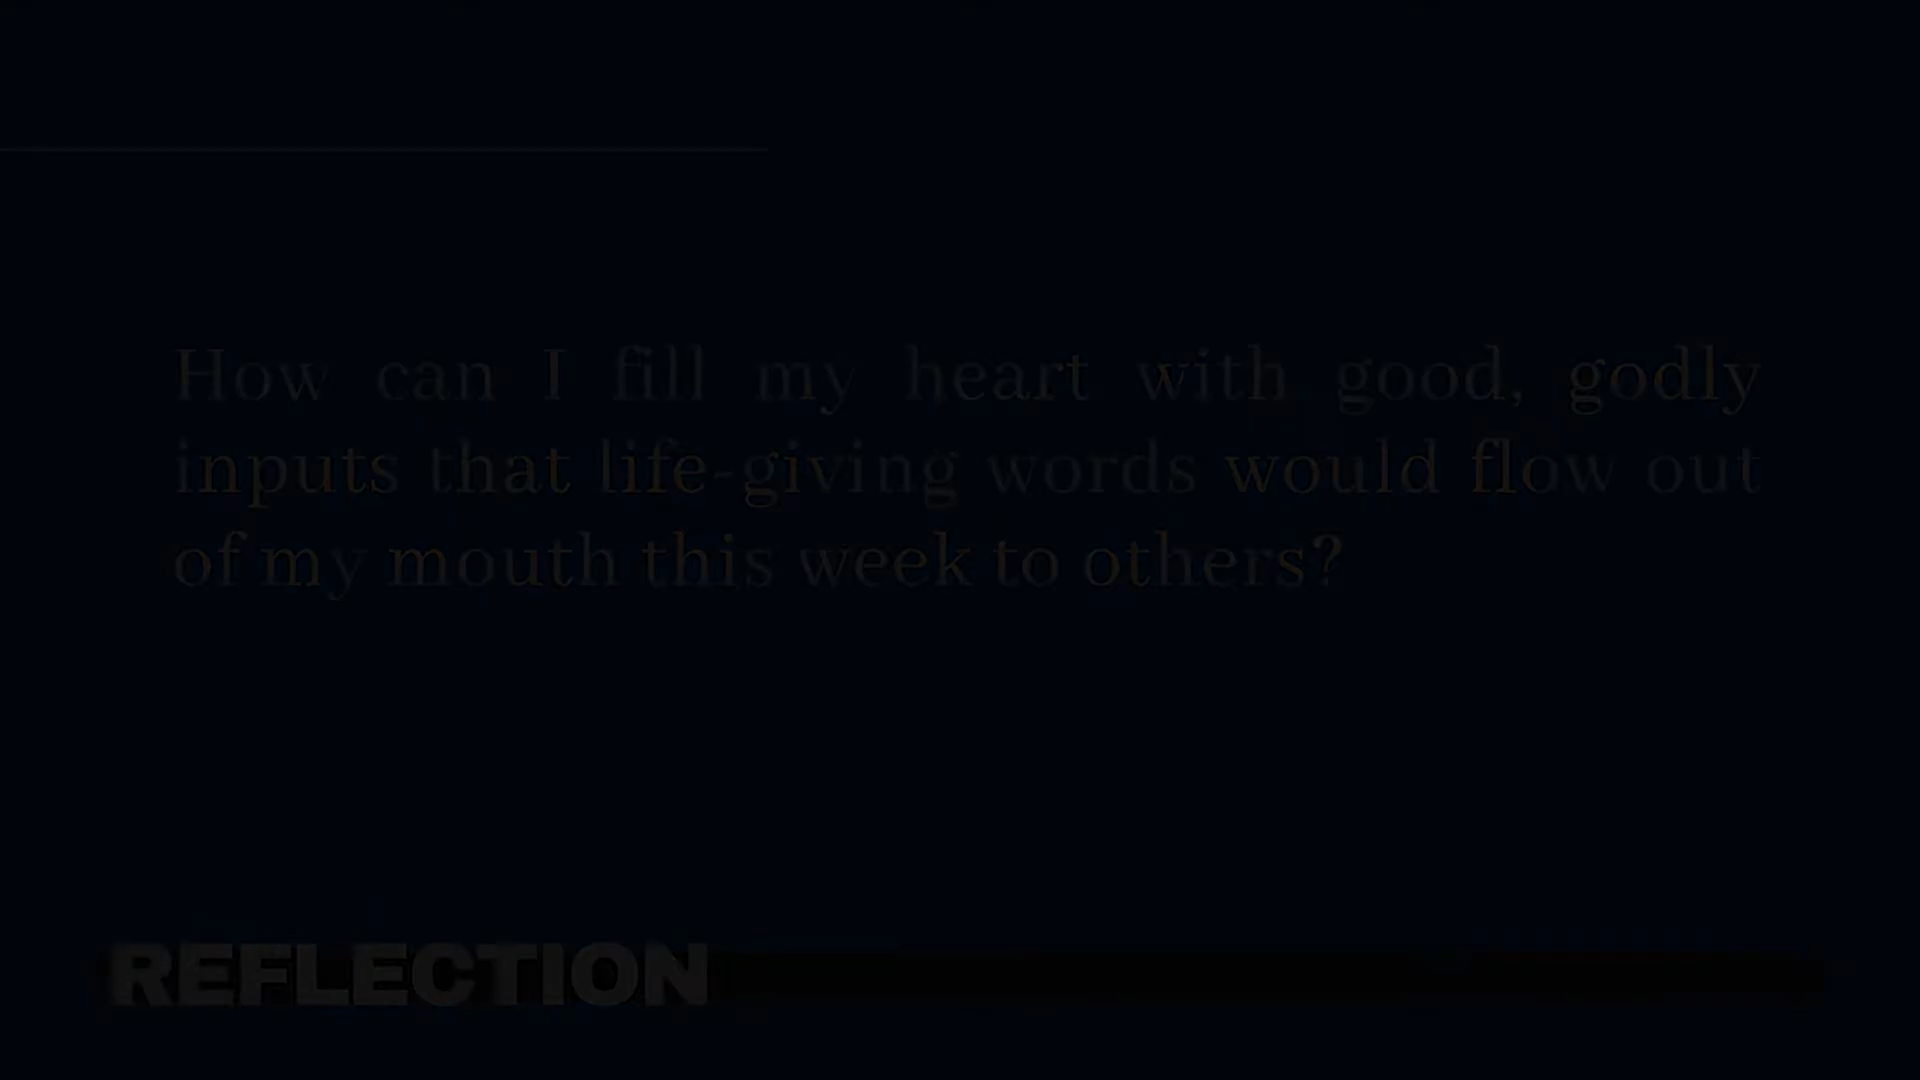 How can I fill my heart with good, godly
inputs that life-giving words would flow out
of my mouth this week to others?
REFLECTION